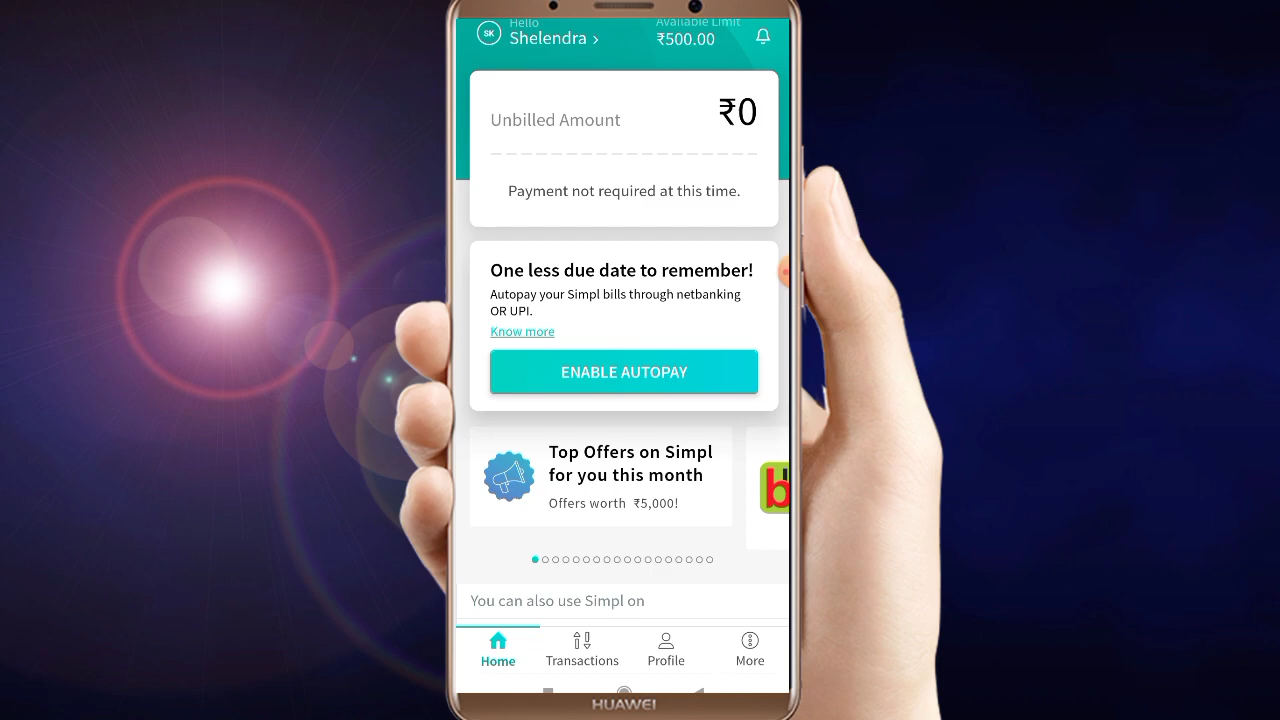 Hello
SK
Shelendra
Available Limit
₹500.00
Unbilled Amount
₹0
Payment not required at this time.
One less due date to remember!
Autopay your Simpl bills through netbanking
OR UPI.
Know more
ENABLE AUTOPAY
Top Offers on Simpl
for you this month
Offers worth ₹5,000!
b
You can also use Simpl on
Home
Transactions
Profile
More
HUAWEI